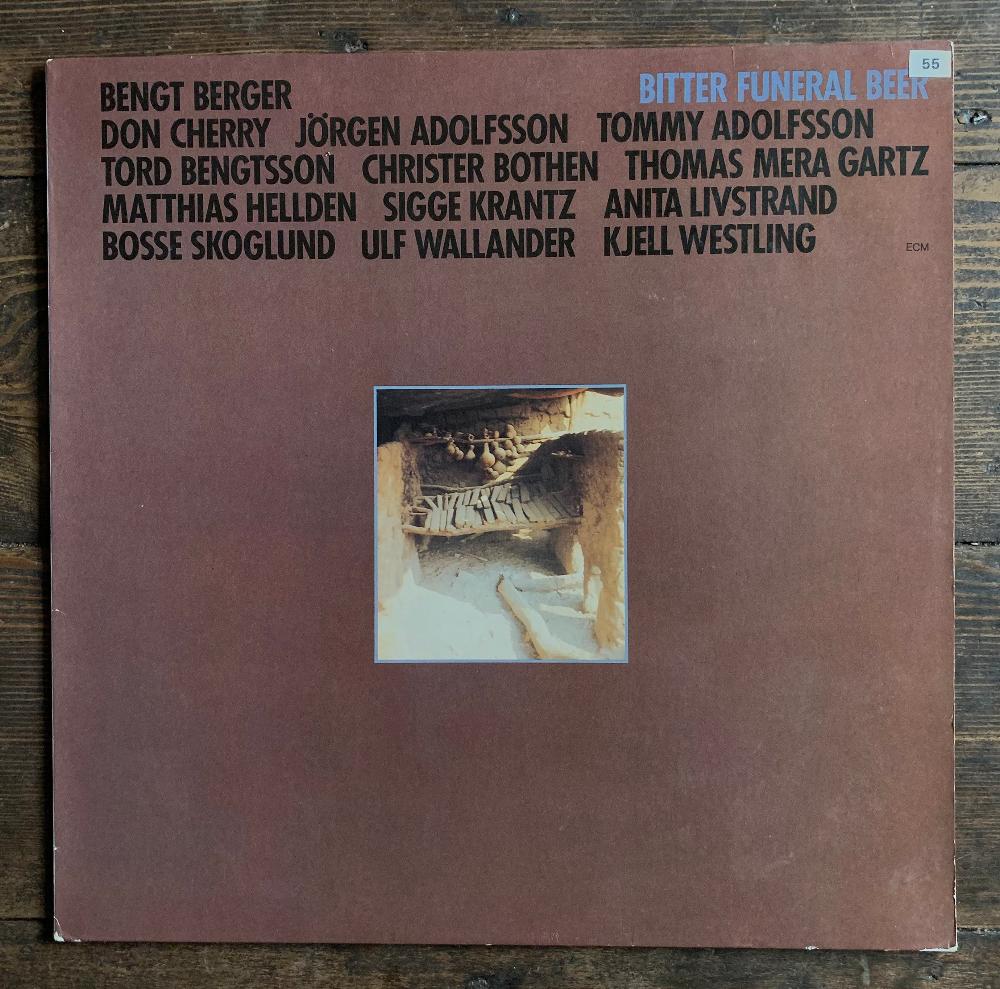 55
BENGT BERGER BITTER FUNERAL BEER
DON CHERRY JÖRGEN ADOLFSSON TOMMY ADOLFSSON
TORD BENGTSSON CHRISTER BOTHEN THOMAS MERA GARTZ
MATTHIAS HELLDEN SIGGE KRANTZ ANITA LIVSTRAND
BOSSE SKOGLUND ULF WALLANDER KJELL WESTLING ECM